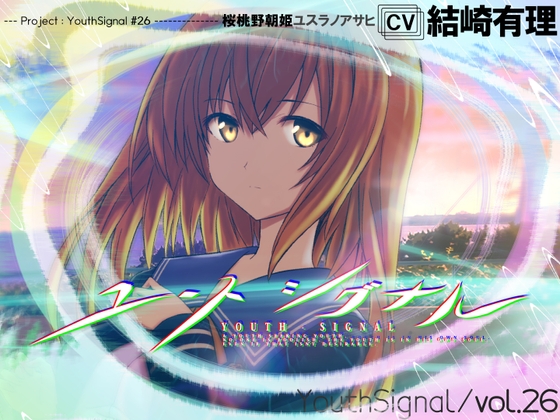 --- Project : YouthSignal #26 -------------- 桜桃野朝姫ユスラノアサヒ CV 結崎有理
ユース シグナル
YOUTH SIGNAL
YouthSignal/vol.26